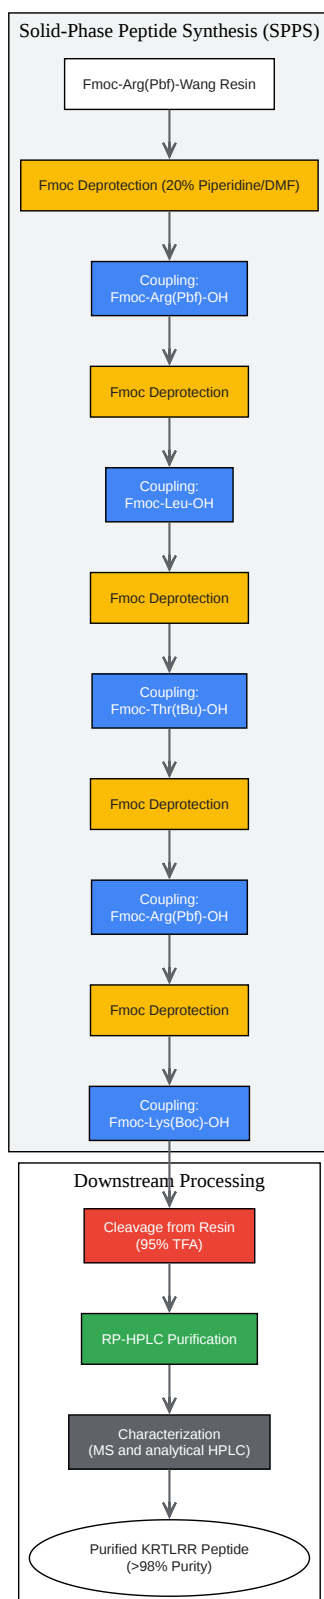 Solid-Phase Peptide Synthesis (SPPS)
Fmoc-Arg(Pbf)-Wang Resin
Fmoc Deprotection (20% Piperidine/DMF)
Coupling:
Fmoc-Arg(Pbf)-OH
Fmoc Deprotection
Coupling:
Fmoc-Leu-OH
Fmoc Deprotection
Coupling:
Fmoc-Thr(tBu)-OH
Fmoc Deprotection
Coupling:
Fmoc-Arg(Pbf)-OH
Fmoc Deprotection
Coupling:
Fmoc-Lys(Boc)-OH
Downstream Processing
Cleavage from Resin
(95% TFA)
RP-HPLC Purification
Characterization
(MS and analytical HPLC)
Purified KRTLRR Peptide
(>98% Purity)